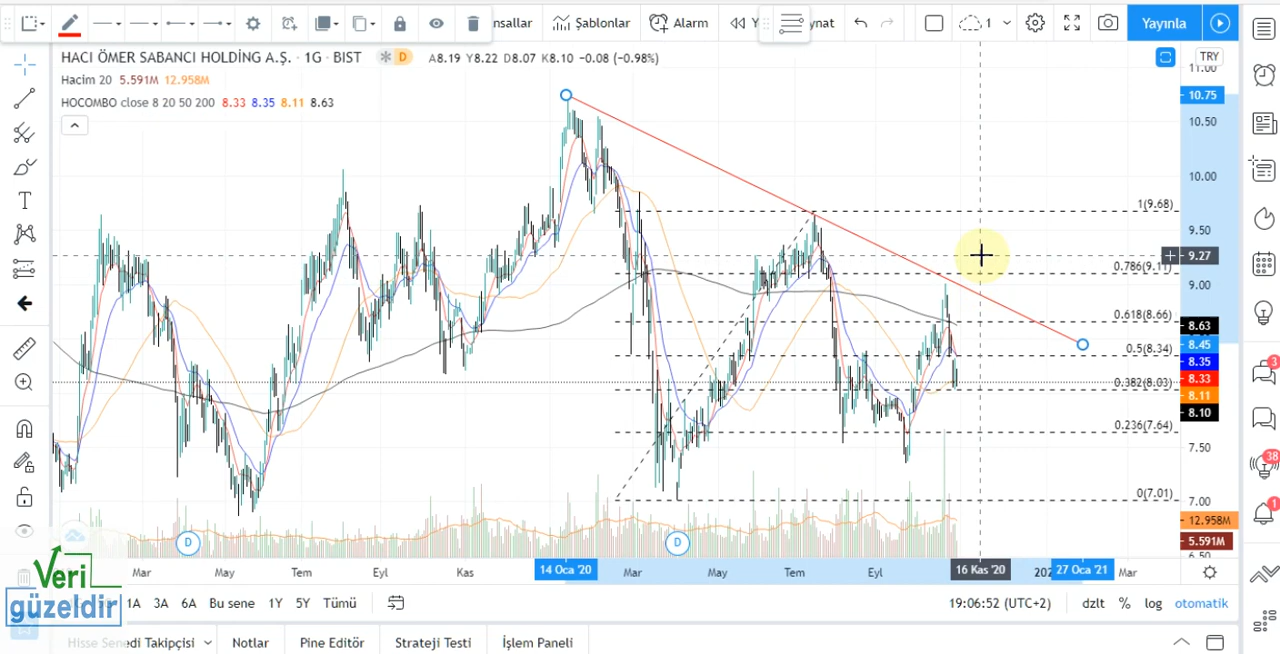 nsallar Şablonlar Alarm Y nat 1 Yayınla
HACI ÖMER SABANCI HOLDİNG A.Ş. · 1G · BIST D A8.19 Y8.22 D8.07 K8.10 −0.08 (−0.98%)
TRY
Hacim 20 5.591M 12.958M
HOCOMBO close 8 20 50 200 8.33 8.35 8.11 8.63
11.00
10.75
10.50
10.00
1(9.68)
9.50
9.27
0.786(9.11)
9.00
0.618(8.66)
8.63
0.5(8.34)
8.45
8.35
8.33
0.382(8.03)
8.11
8.10
0.236(7.64)
7.50
0(7.01)
7.00
12.958M
5.591M
6.50
D D
3
38
1
Mar May Tem Eyl Kas 14 Oca '20 Mar May Tem Eyl 16 Kas '20 202 27 Oca '21 Mar
Veri
güzeldir
1A 3A 6A Bu sene 1Y 5Y Tümü 19:06:52 (UTC+2) dzlt % log otomatik
Hisse Senedi Takipçisi Notlar Pine Editör Strateji Testi İşlem Paneli